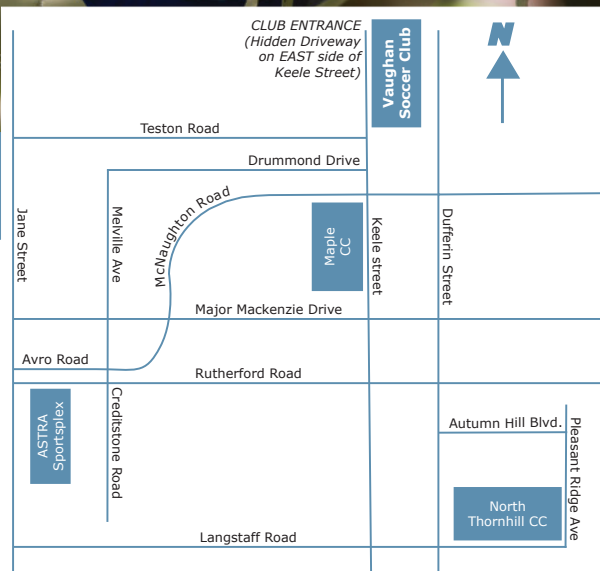 CLUB ENTRANCE
(Hidden Driveway
on EAST side of
Keele Street)
Vaughan
Soccer Club
N
Teston Road
Drummond Drive
McNaughton Road
Jane Street
Melville Ave
Maple
CC
Keele street
Dufferin Street
Major Mackenzie Drive
Avro Road
Rutherford Road
ASTRA
Sportsplex
Creditstone Road
Autumn Hill Blvd.
Pleasant Ridge Ave
North
Thornhill CC
Langstaff Road